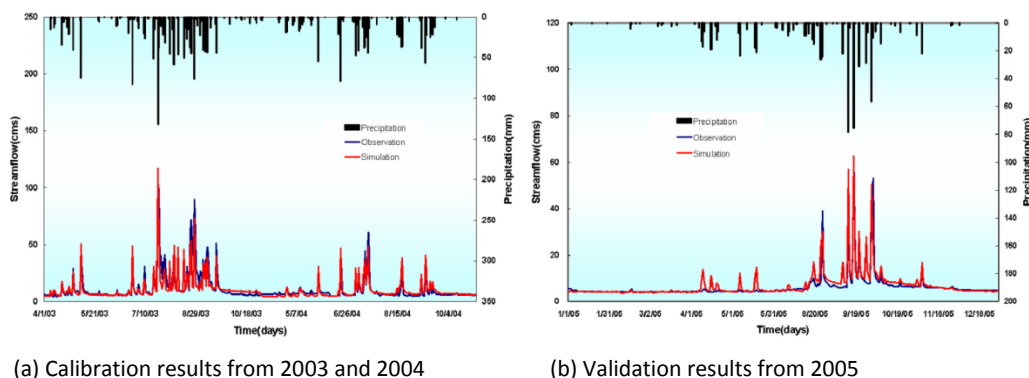 250
200
150
100
50
0
Streamflow(cms)
0
50
100
150
200
250
300
350
Precipitation(mm)
Precipitation
Observation
Simulation
4/1/03 5/21/03 7/10/03 8/29/03 10/18/03 5/7/04 6/26/04 8/15/04 10/4/04
Time(days)
(a) Calibration results from 2003 and 2004
120
100
80
60
40
20
0
Streamflow(cms)
0
20
40
60
80
100
120
140
160
180
200
Precipitation(mm)
Precipitation
Observation
Simulation
1/1/05 1/31/05 3/2/05 4/1/05 5/1/05 5/31/05 8/20/05 9/19/05 10/19/05 11/18/05 12/18/05
Time(days)
(b) Validation results from 2005